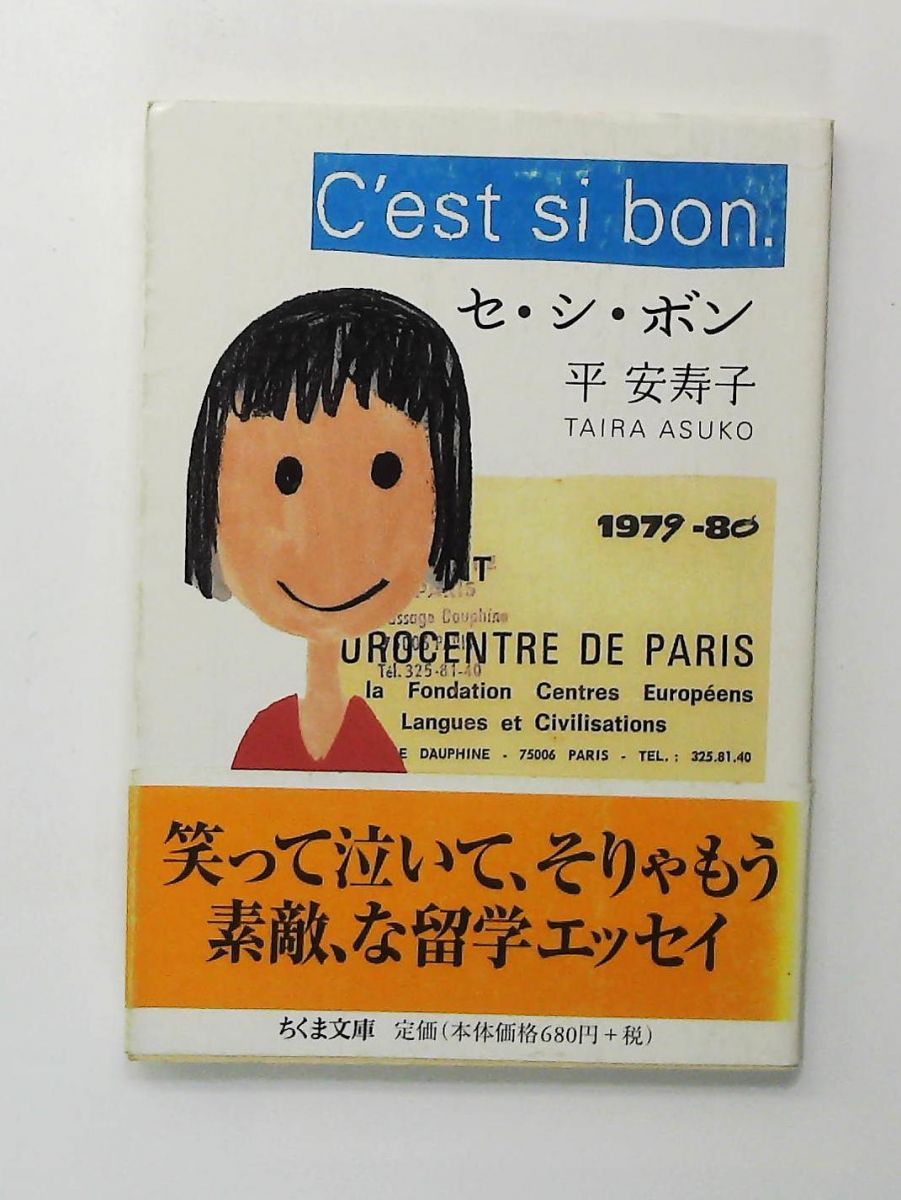 C'est si bon.
セ・シ・ボン
平 安寿子
TAIRA ASUKO
1979-80
PARIS
Dauphine
Tél. 325-81-40
UROCENTRE DE PARIS
la Fondation Centres Européens
Langues et Civilisations
E DAUPHINE - 75006 PARIS - TEL. : 325.81.40
笑って泣いて、そりゃもう
素敵、な留学エッセイ
ちくま文庫 定価(本体価格680円+税)